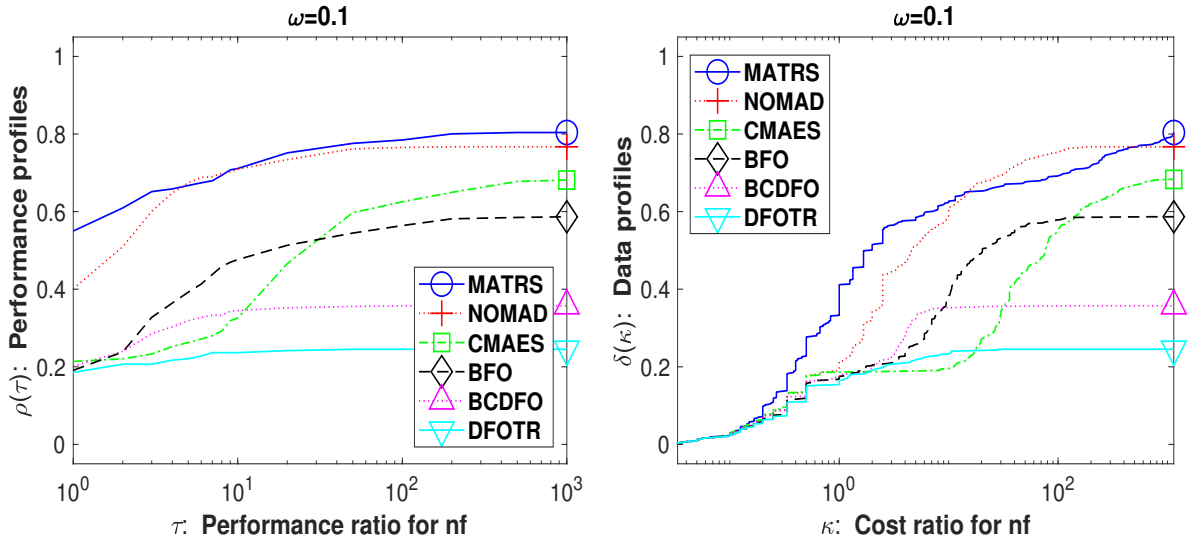 ω=0.1
ρ(τ): Performance profiles
1
0.8
0.6
0.4
0.2
0
MATRS
NOMAD
CMAES
BFO
BCDFO
DFOTR
10^0
10^1
10^2
10^3
τ: Performance ratio for nf
ω=0.1
δ(κ): Data profiles
1
0.8
0.6
0.4
0.2
0
MATRS
NOMAD
CMAES
BFO
BCDFO
DFOTR
10^0
10^2
κ: Cost ratio for nf